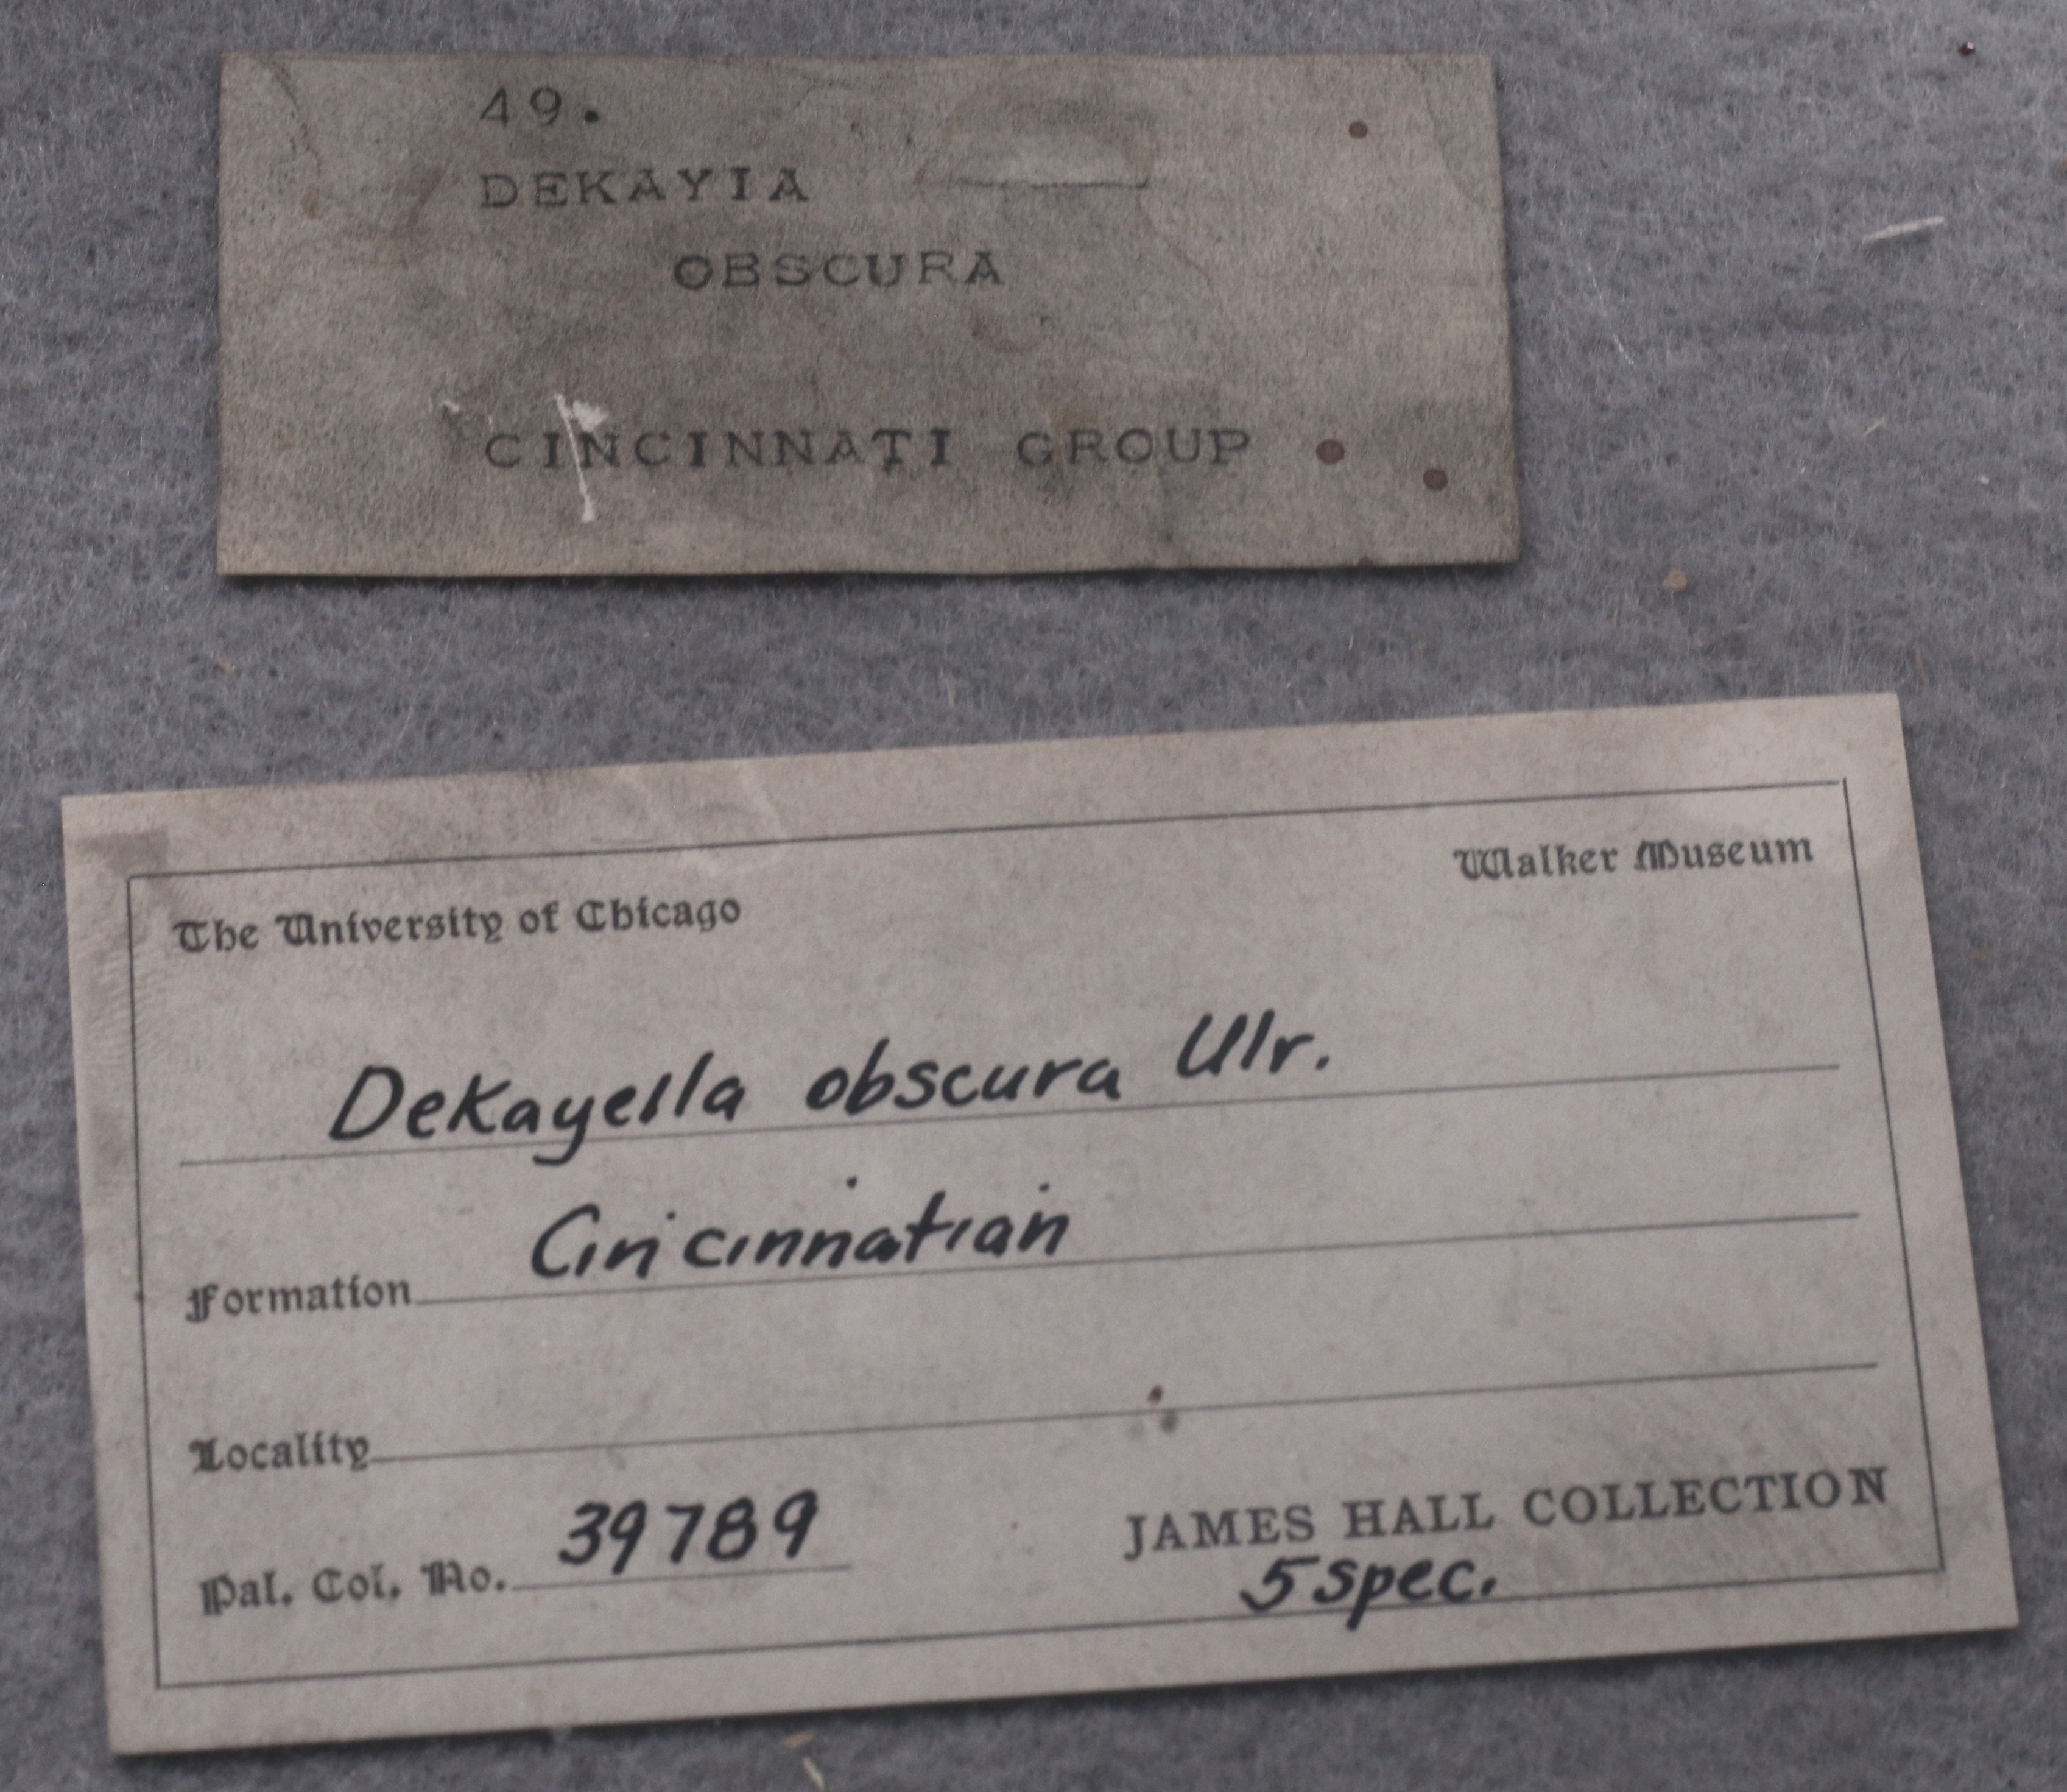 49.
DEKAYIA
OBSCURA
CINCINNATI GROUP
The University of Chicago
Walker Museum
DeKayella obscura Ulr.
Formation Cincinnatian
Locality
Pal. Col. No. 39789
JAMES HALL COLLECTION
5 spec.